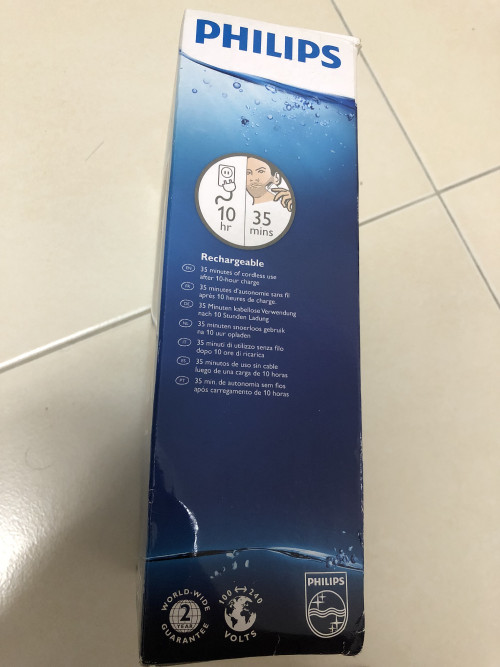 PHILIPS
10
hr
35
mins
Rechargeable
EN 35 minutes of cordless use
after 10-hour charge
FR 35 minutes d'autonomie sans fil
après 10 heures de charge.
DE 35 Minuten kabellose Verwendung
nach 10 Stunden Ladung
NL 35 minuten snoerloos gebruik
na 10 uur opladen
IT 35 minuti di utilizzo senza filo
dopo 10 ore di ricarica
ES 35 minutos de uso sin cable
luego de una carga de 10 horas
PT 35 min. de autonomia sem fios
após carregamento de 10 horas
WORLD-WIDE
2
YEAR
GUARANTEE
100 ↔ 240
VOLTS
PHILIPS